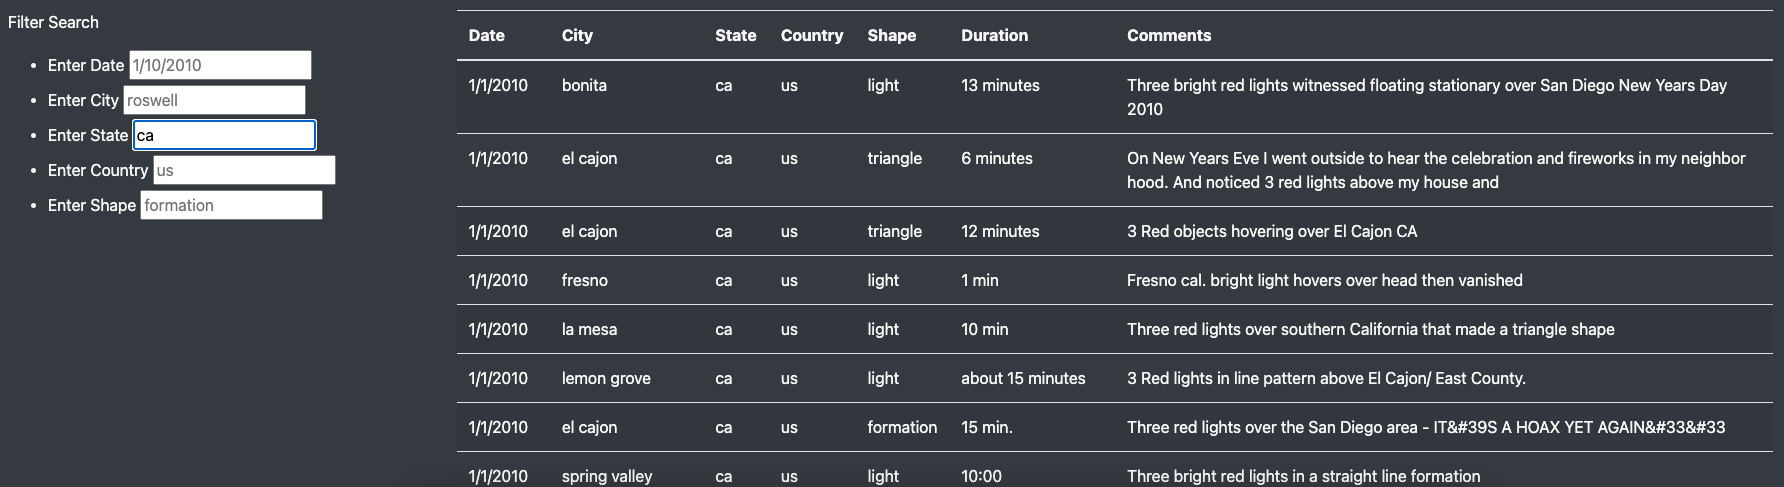 Filter Search
Enter Date 1/10/2010
Enter City roswell
Enter State ca
Enter Country us
Enter Shape formation
Date City State Country Shape Duration Comments
1/1/2010 bonita ca us light 13 minutes Three bright red lights witnessed floating stationary over San Diego New Years Day
2010
1/1/2010 el cajon ca us triangle 6 minutes On New Years Eve I went outside to hear the celebration and fireworks in my neighbor
hood. And noticed 3 red lights above my house and
1/1/2010 el cajon ca us triangle 12 minutes 3 Red objects hovering over El Cajon CA
1/1/2010 fresno ca us light 1 min Fresno cal. bright light hovers over head then vanished
1/1/2010 la mesa ca us light 10 min Three red lights over southern California that made a triangle shape
1/1/2010 lemon grove ca us light about 15 minutes 3 Red lights in line pattern above El Cajon/ East County.
1/1/2010 el cajon ca us formation 15 min. Three red lights over the San Diego area - IT&#39S A HOAX YET AGAIN&#33&#33
1/1/2010 spring valley ca us light 10:00 Three bright red lights in a straight line formation